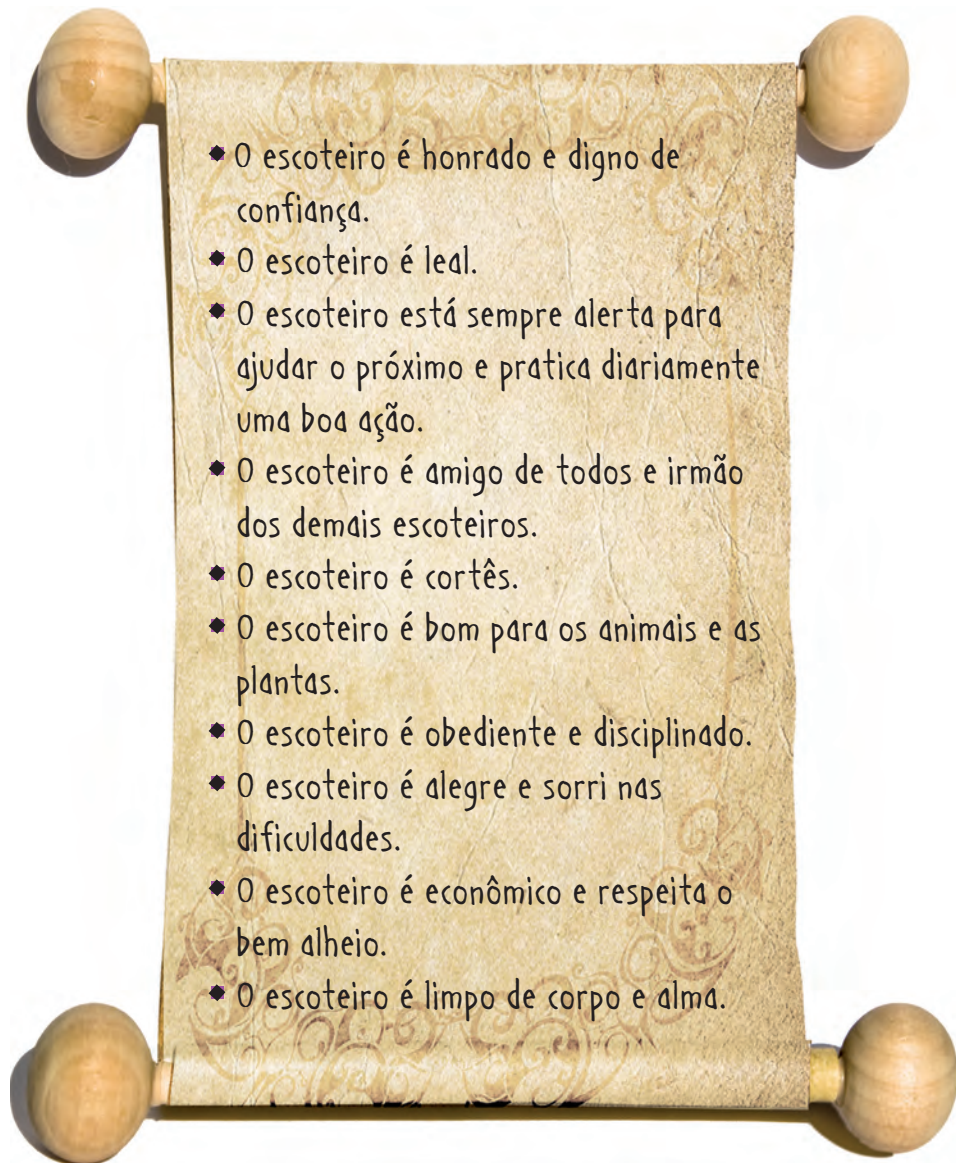 • O escoteiro é honrado e digno de
confiança.
• O escoteiro é leal.
• O escoteiro está sempre alerta para
ajudar o próximo e pratica diariamente
uma boa ação.
• O escoteiro é amigo de todos e irmão
dos demais escoteiros.
• O escoteiro é cortês.
• O escoteiro é bom para os animais e as
plantas.
• O escoteiro é obediente e disciplinado.
• O escoteiro é alegre e sorri nas
dificuldades.
• O escoteiro é econômico e respeita o
bem alheio.
• O escoteiro é limpo de corpo e alma.